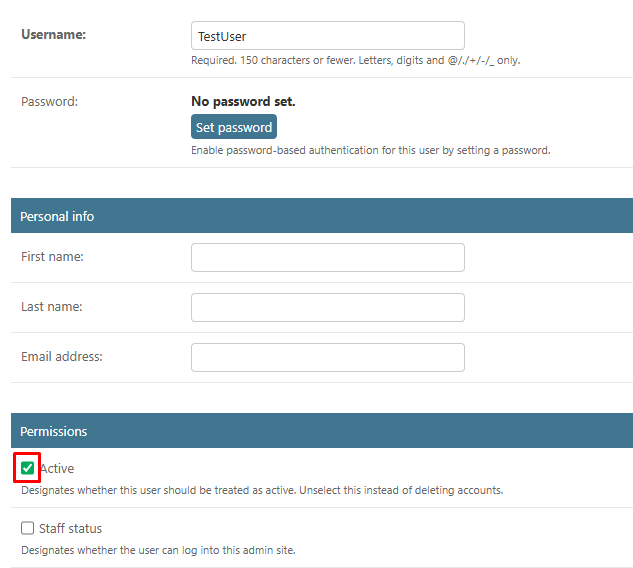 Username:
TestUser
Required. 150 characters or fewer. Letters, digits and @/./+/-/_ only.
Password:
No password set.
Set password
Enable password-based authentication for this user by setting a password.
Personal info
First name:
Last name:
Email address:
Permissions
Active
Designates whether this user should be treated as active. Unselect this instead of deleting accounts.
Staff status
Designates whether the user can log into this admin site.